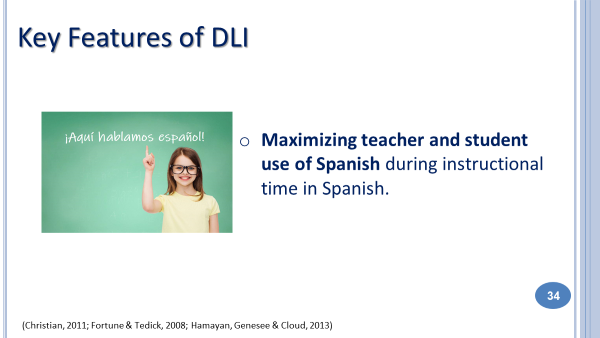 Key Features of DLI
¡Aquí hablamos español!
o Maximizing teacher and student
use of Spanish during instructional
time in Spanish.
34
(Christian, 2011; Fortune & Tedick, 2008; Hamayan, Genesee & Cloud, 2013)